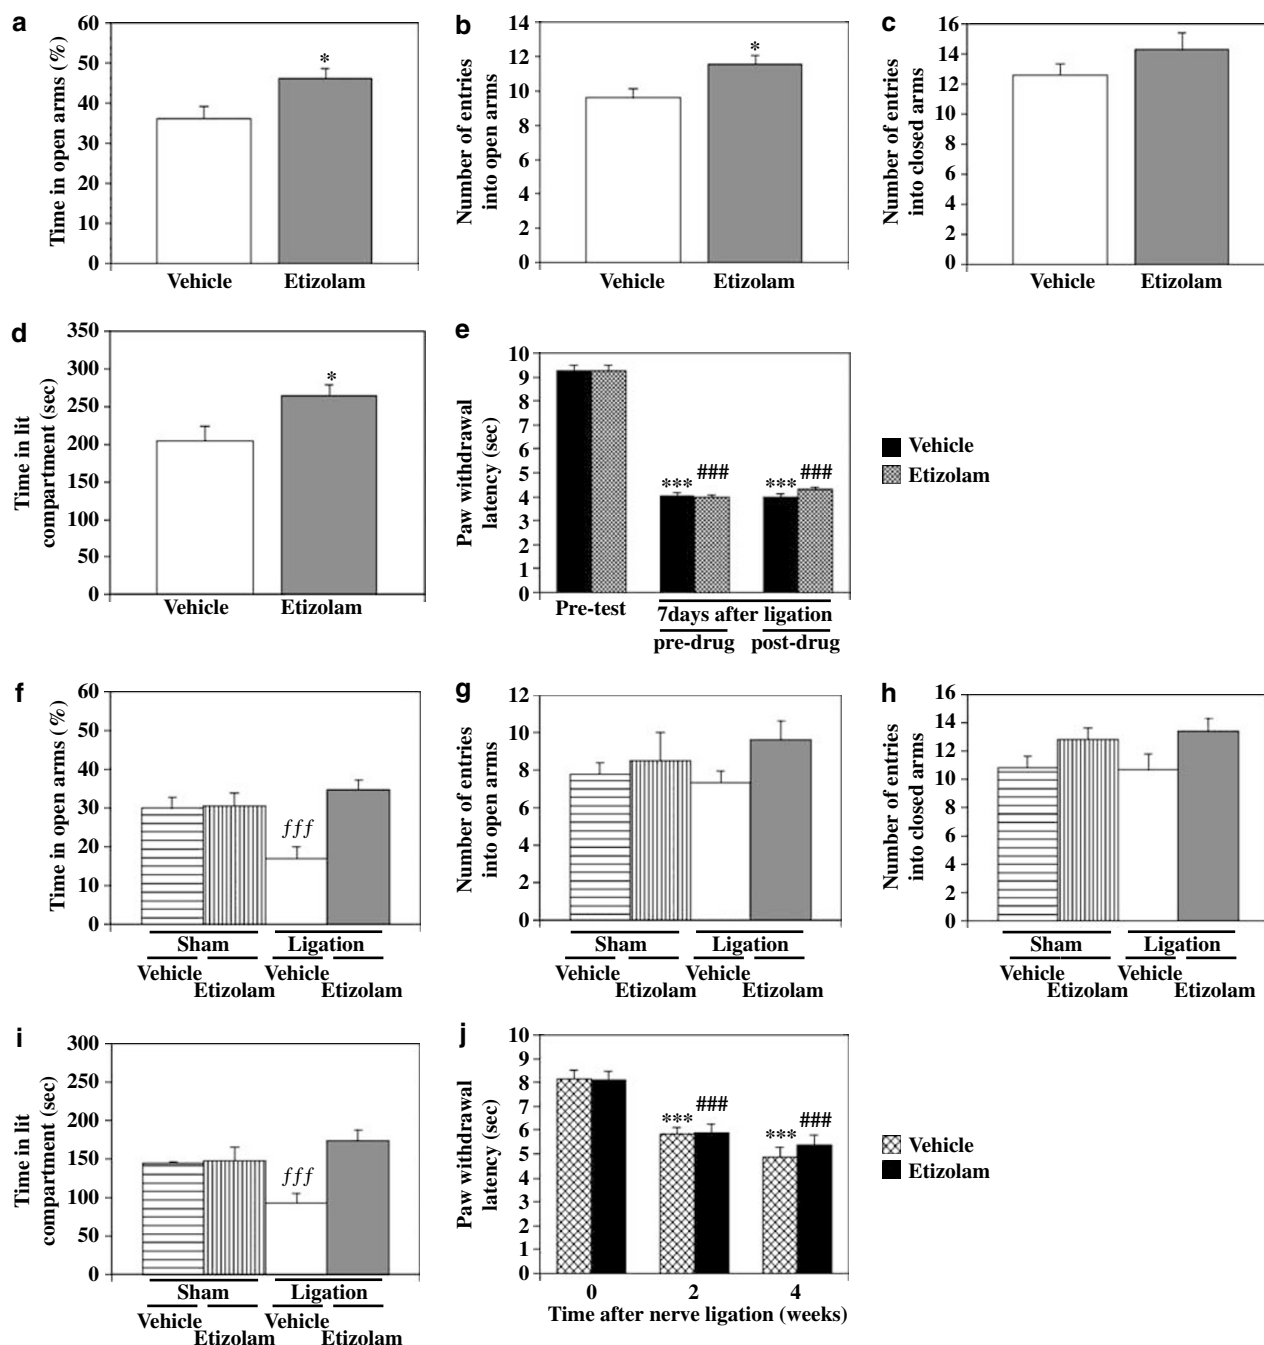 a
Time in open arms (%)
60
50
40
30
20
10
0
*
Vehicle Etizolam
b
Number of entries
into open arms
14
12
10
8
6
4
2
0
*
Vehicle Etizolam
c
Number of entries
into closed arms
16
14
12
10
8
6
4
2
0
Vehicle Etizolam
d
Time in lit
compartment (sec)
350
300
250
200
150
100
50
0
*
Vehicle Etizolam
e
Paw withdrawal
latency (sec)
10
9
8
7
6
5
4
3
2
1
0
*** ### *** ###
Pre-test 7days after ligation
pre-drug post-drug
Vehicle
Etizolam
f
Time in open arms (%)
60
50
40
30
20
10
0
fff
Sham Ligation
Vehicle Vehicle
Etizolam Etizolam
g
Number of entries
into open arms
12
10
8
6
4
2
0
Sham Ligation
Vehicle Vehicle
Etizolam Etizolam
h
Number of entries
into closed arms
16
14
12
10
8
6
4
2
0
Sham Ligation
Vehicle Vehicle
Etizolam Etizolam
i
Time in lit
compartment (sec)
300
250
200
150
100
50
0
fff
Sham Ligation
Vehicle Vehicle
Etizolam Etizolam
j
Paw withdrawal
latency (sec)
10
9
8
7
6
5
4
3
2
1
0
*** ### *** ###
0 2 4
Time after nerve ligation (weeks)
Vehicle
Etizolam